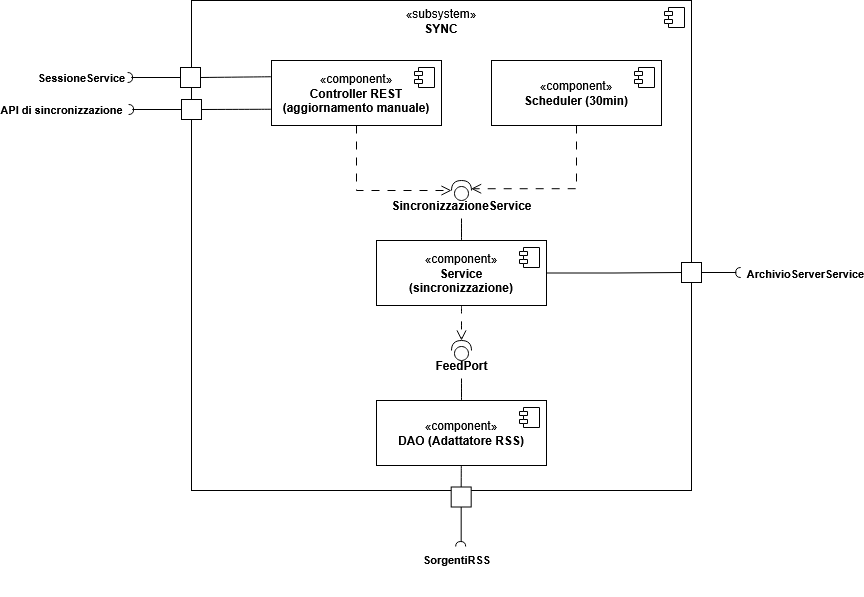 «subsystem»
SYNC
SessioneService
API di sincronizzazione
«component»
Controller REST
(aggiornamento manuale)
«component»
Scheduler (30min)
SincronizzazioneService
«component»
Service
(sincronizzazione)
ArchivioServerService
FeedPort
«component»
DAO (Adattatore RSS)
SorgentiRSS